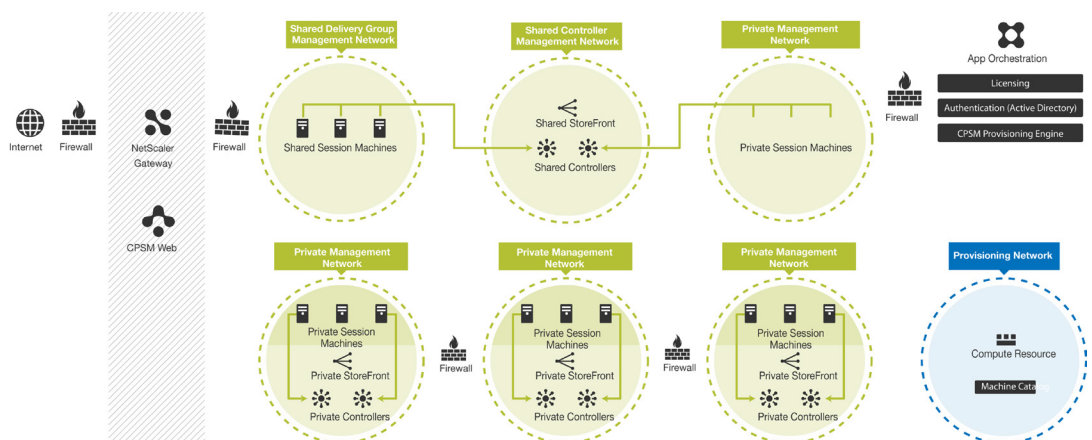 Shared Delivery Group
Management Network
Shared Controller
Management Network
Private Management
Network
App Orchestration
Licensing
Authentication (Active Directory)
CPSM Provisioning Engine
Internet
Firewall
NetScaler
Gateway
Firewall
Shared Session Machines
Shared StoreFront
Shared Controllers
Private Session Machines
Firewall
CPSM Web
Private Management
Network
Private Management
Network
Private Management
Network
Provisioning Network
Private Session
Machines
Private StoreFront
Private Controllers
Firewall
Private Session
Machines
Private StoreFront
Private Controllers
Firewall
Private Session
Machines
Private StoreFront
Private Controllers
Compute Resource
Machine Catalog